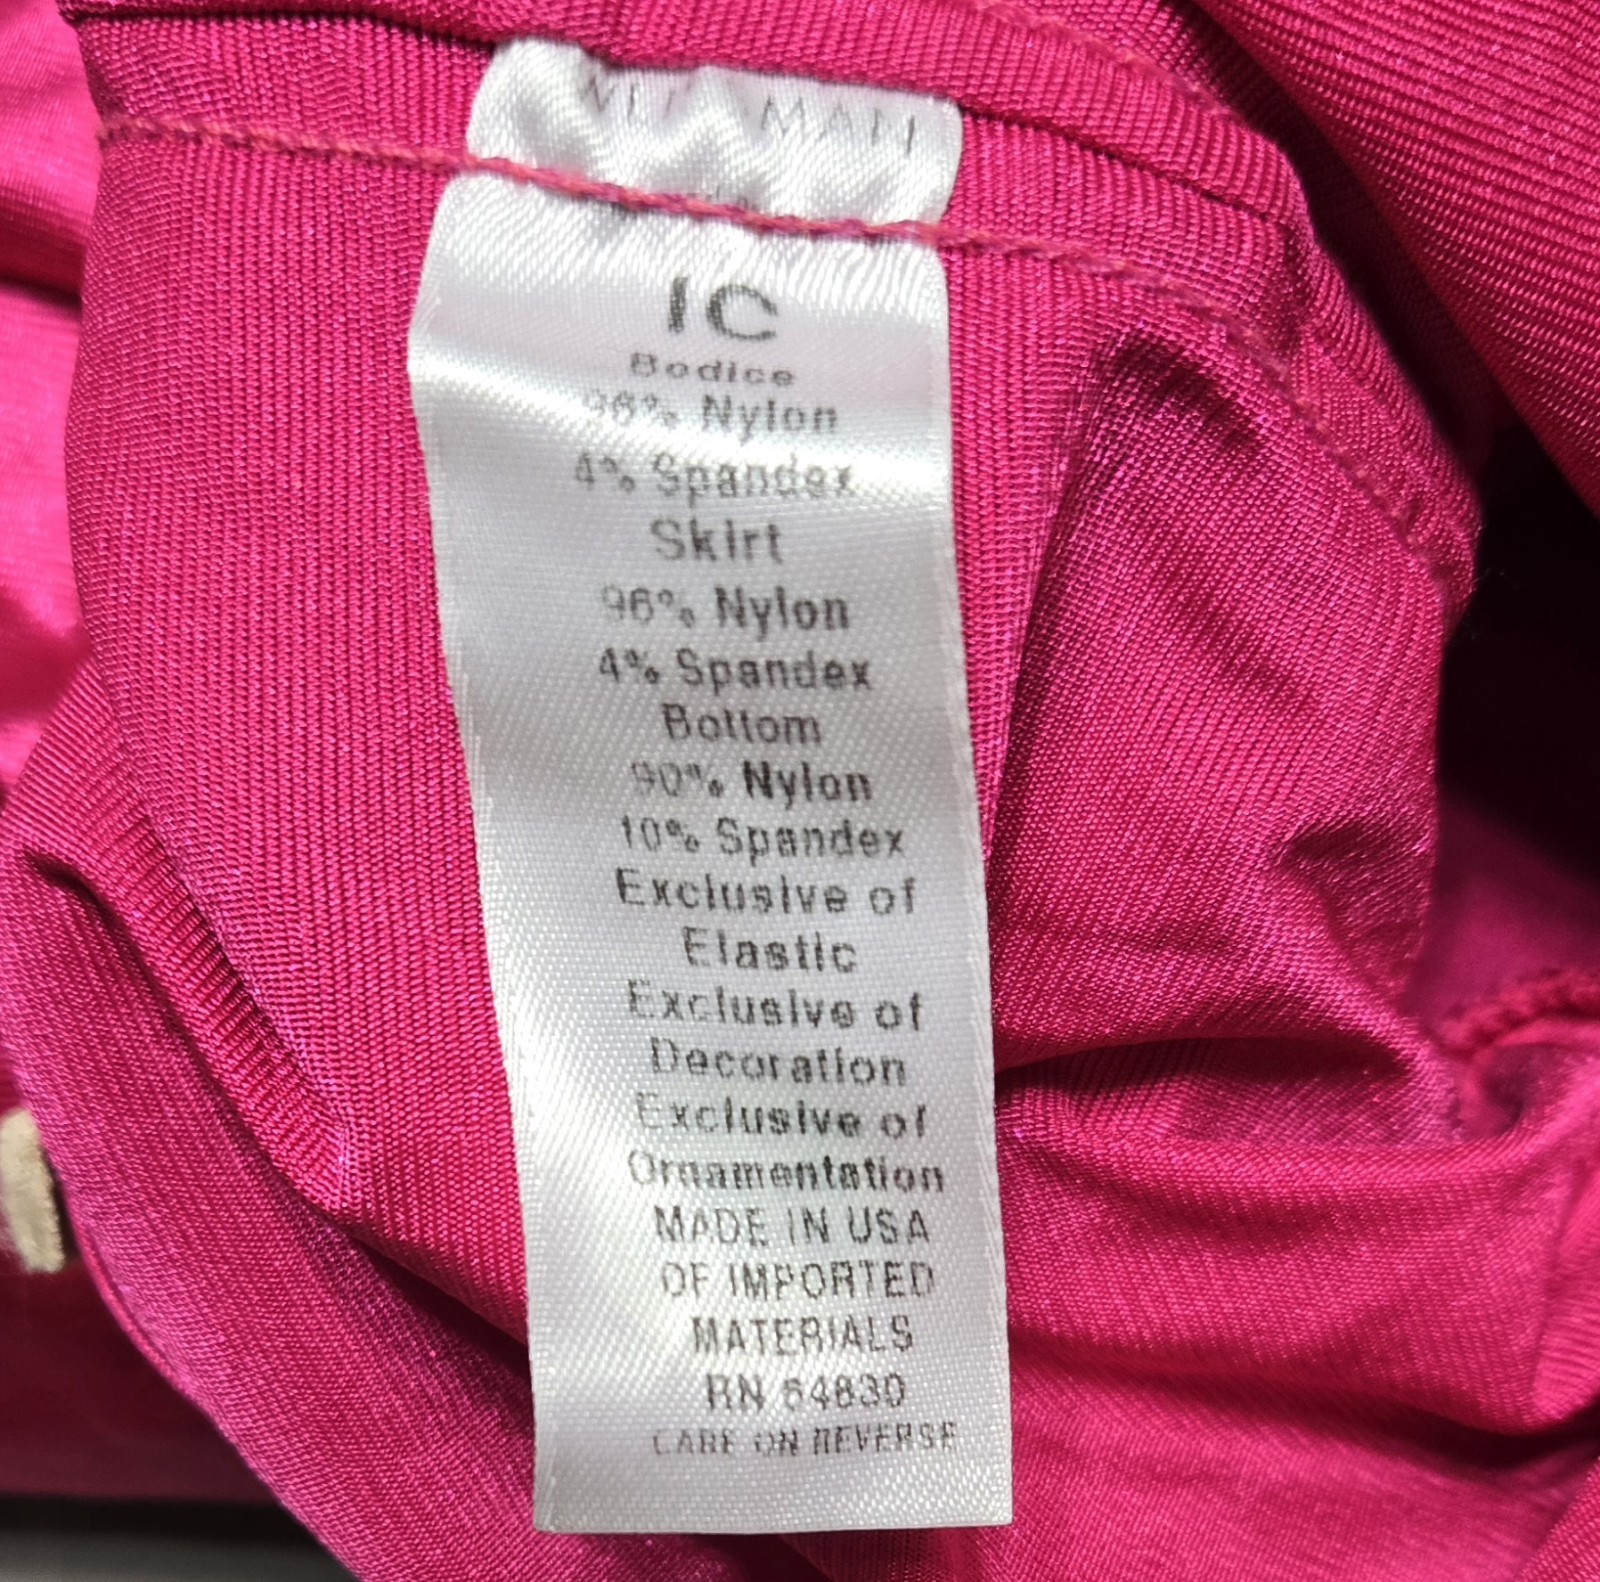 IC
Bodice
96% Nylon
4% Spandex
Skirt
96% Nylon
4% Spandex
Bottom
90% Nylon
10% Spandex
Exclusive of
Elastic
Exclusive of
Decoration
Exclusive of
Ornamentation
MADE IN USA
OF IMPORTED
MATERIALS
RN 64830
CARE ON REVERSE